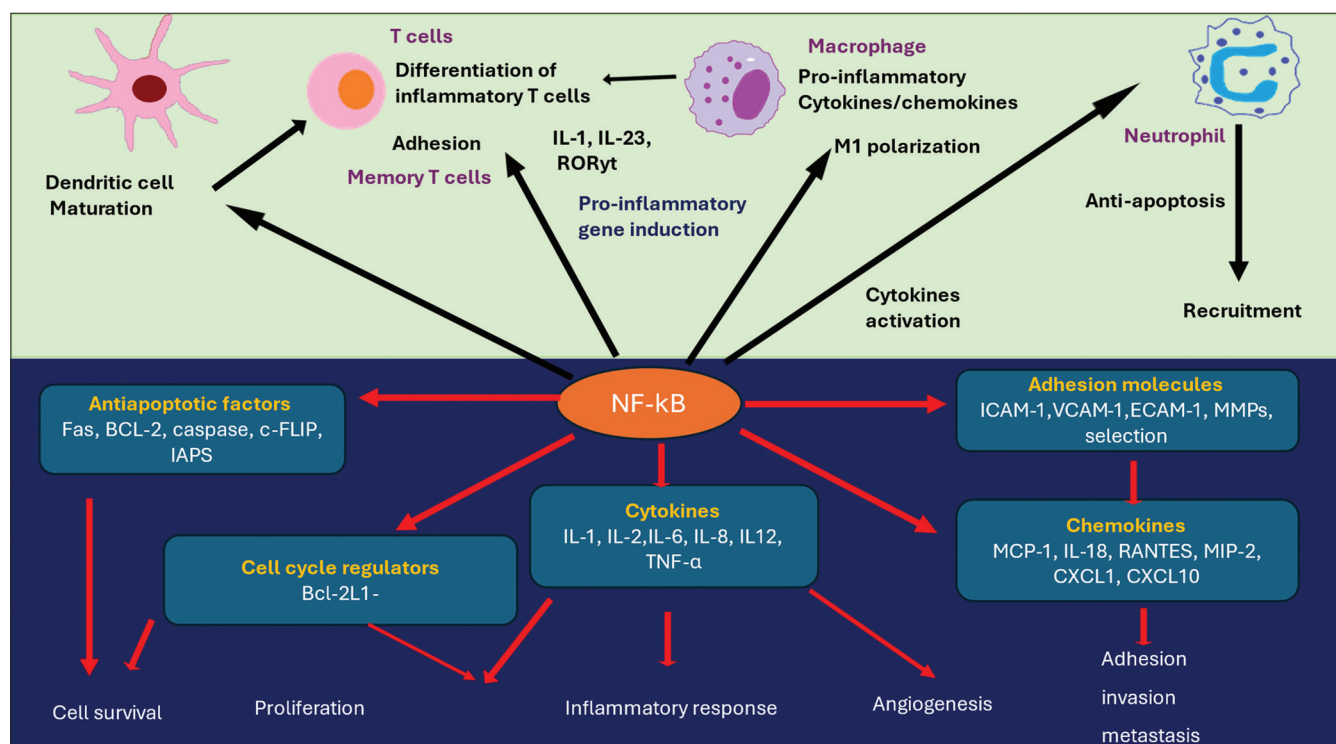 T cells
Differentiation of
inflammatory T cells
Adhesion
Memory T cells
Macrophage
Pro-inflammatory
Cytokines/chemokines
M1 polarization
IL-1, IL-23,
RORyt
Pro-inflammatory
gene induction
Dendritic cell
Maturation
Neutrophil
Anti-apoptosis
Recruitment
Cytokines
activation
NF-kB
Antiapoptotic factors
Fas, BCL-2, caspase, c-FLIP,
IAPS
Adhesion molecules
ICAM-1,VCAM-1,ECAM-1, MMPs,
selection
Cell cycle regulators
Bcl-2L1-
Cytokines
IL-1, IL-2,IL-6, IL-8, IL12,
TNF-α
Chemokines
MCP-1, IL-18, RANTES, MIP-2,
CXCL1, CXCL10
Cell survival
Proliferation
Inflammatory response
Angiogenesis
Adhesion
invasion
metastasis